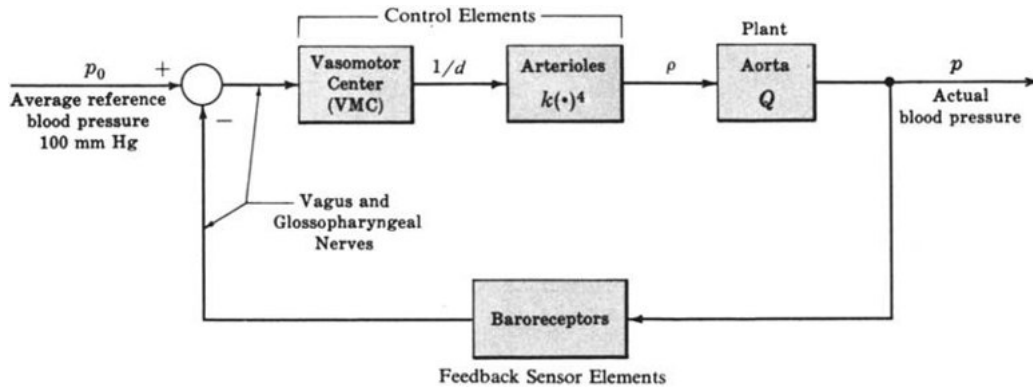 Control Elements
Plant
p₀
+
Vasomotor
Center
(VMC)
1/d
Arterioles
k(•)⁴
ρ
Aorta
Q
p
Average reference
blood pressure
100 mm Hg
−
Actual
blood pressure
Vagus and
Glossopharyngeal
Nerves
Baroreceptors
Feedback Sensor Elements